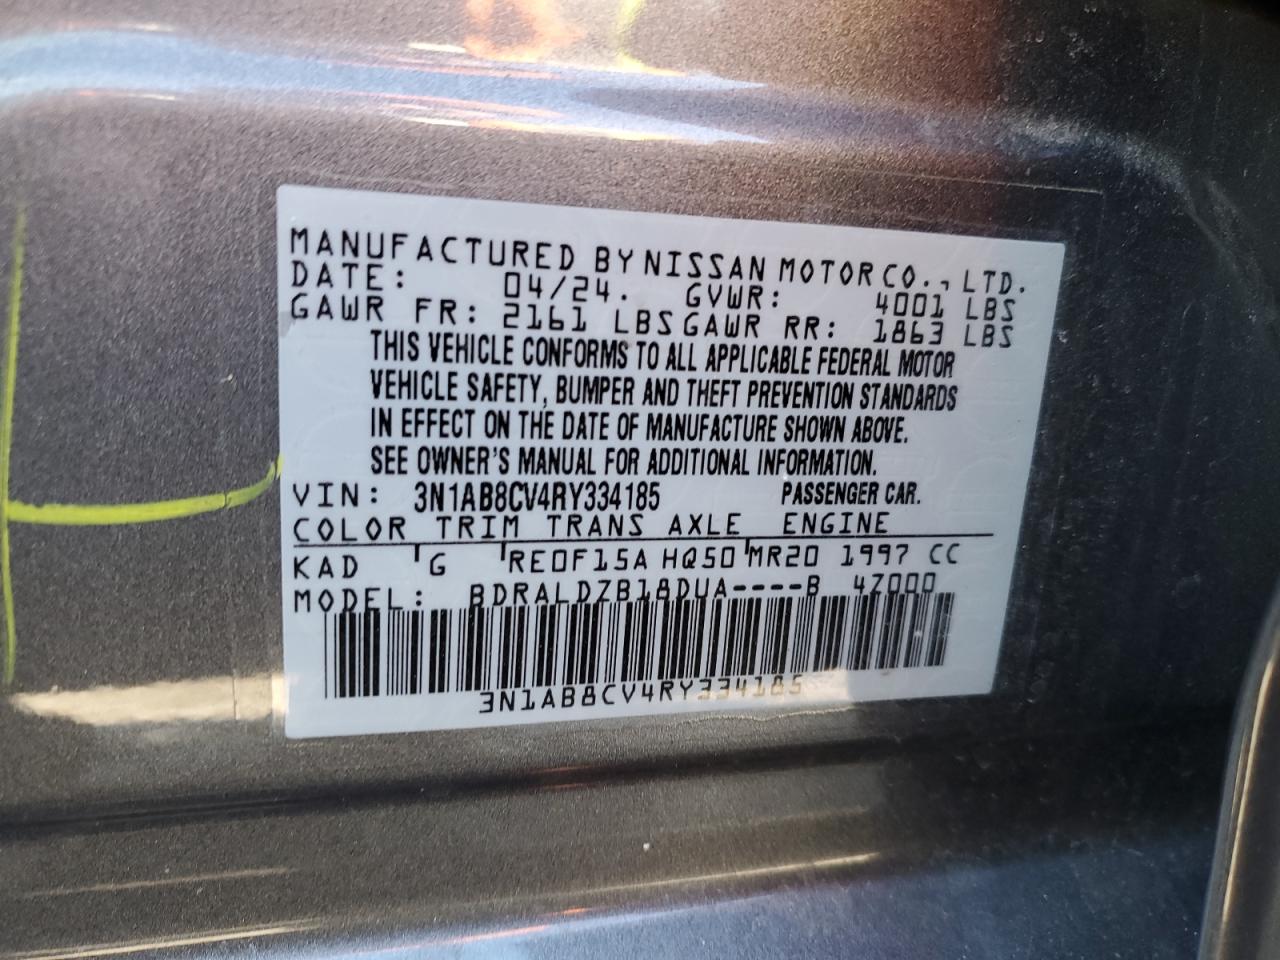 MANUFACTURED BY NISSAN MOTOR CO., LTD.
DATE: 04/24. GVWR: 4001 LBS
GAWR FR: 2161 LBS GAWR RR: 1863 LBS
THIS VEHICLE CONFORMS TO ALL APPLICABLE FEDERAL MOTOR
VEHICLE SAFETY, BUMPER AND THEFT PREVENTION STANDARDS
IN EFFECT ON THE DATE OF MANUFACTURE SHOWN ABOVE.
SEE OWNER'S MANUAL FOR ADDITIONAL INFORMATION.
VIN: 3N1AB8CV4RY334185 PASSENGER CAR.
COLOR TRIM TRANS AXLE ENGINE
KAD G RE0F15A HQ50 MR20 1997 CC
MODEL: BDRALDZB18DUA----B 4Z000
3N1AB8CV4RY334185